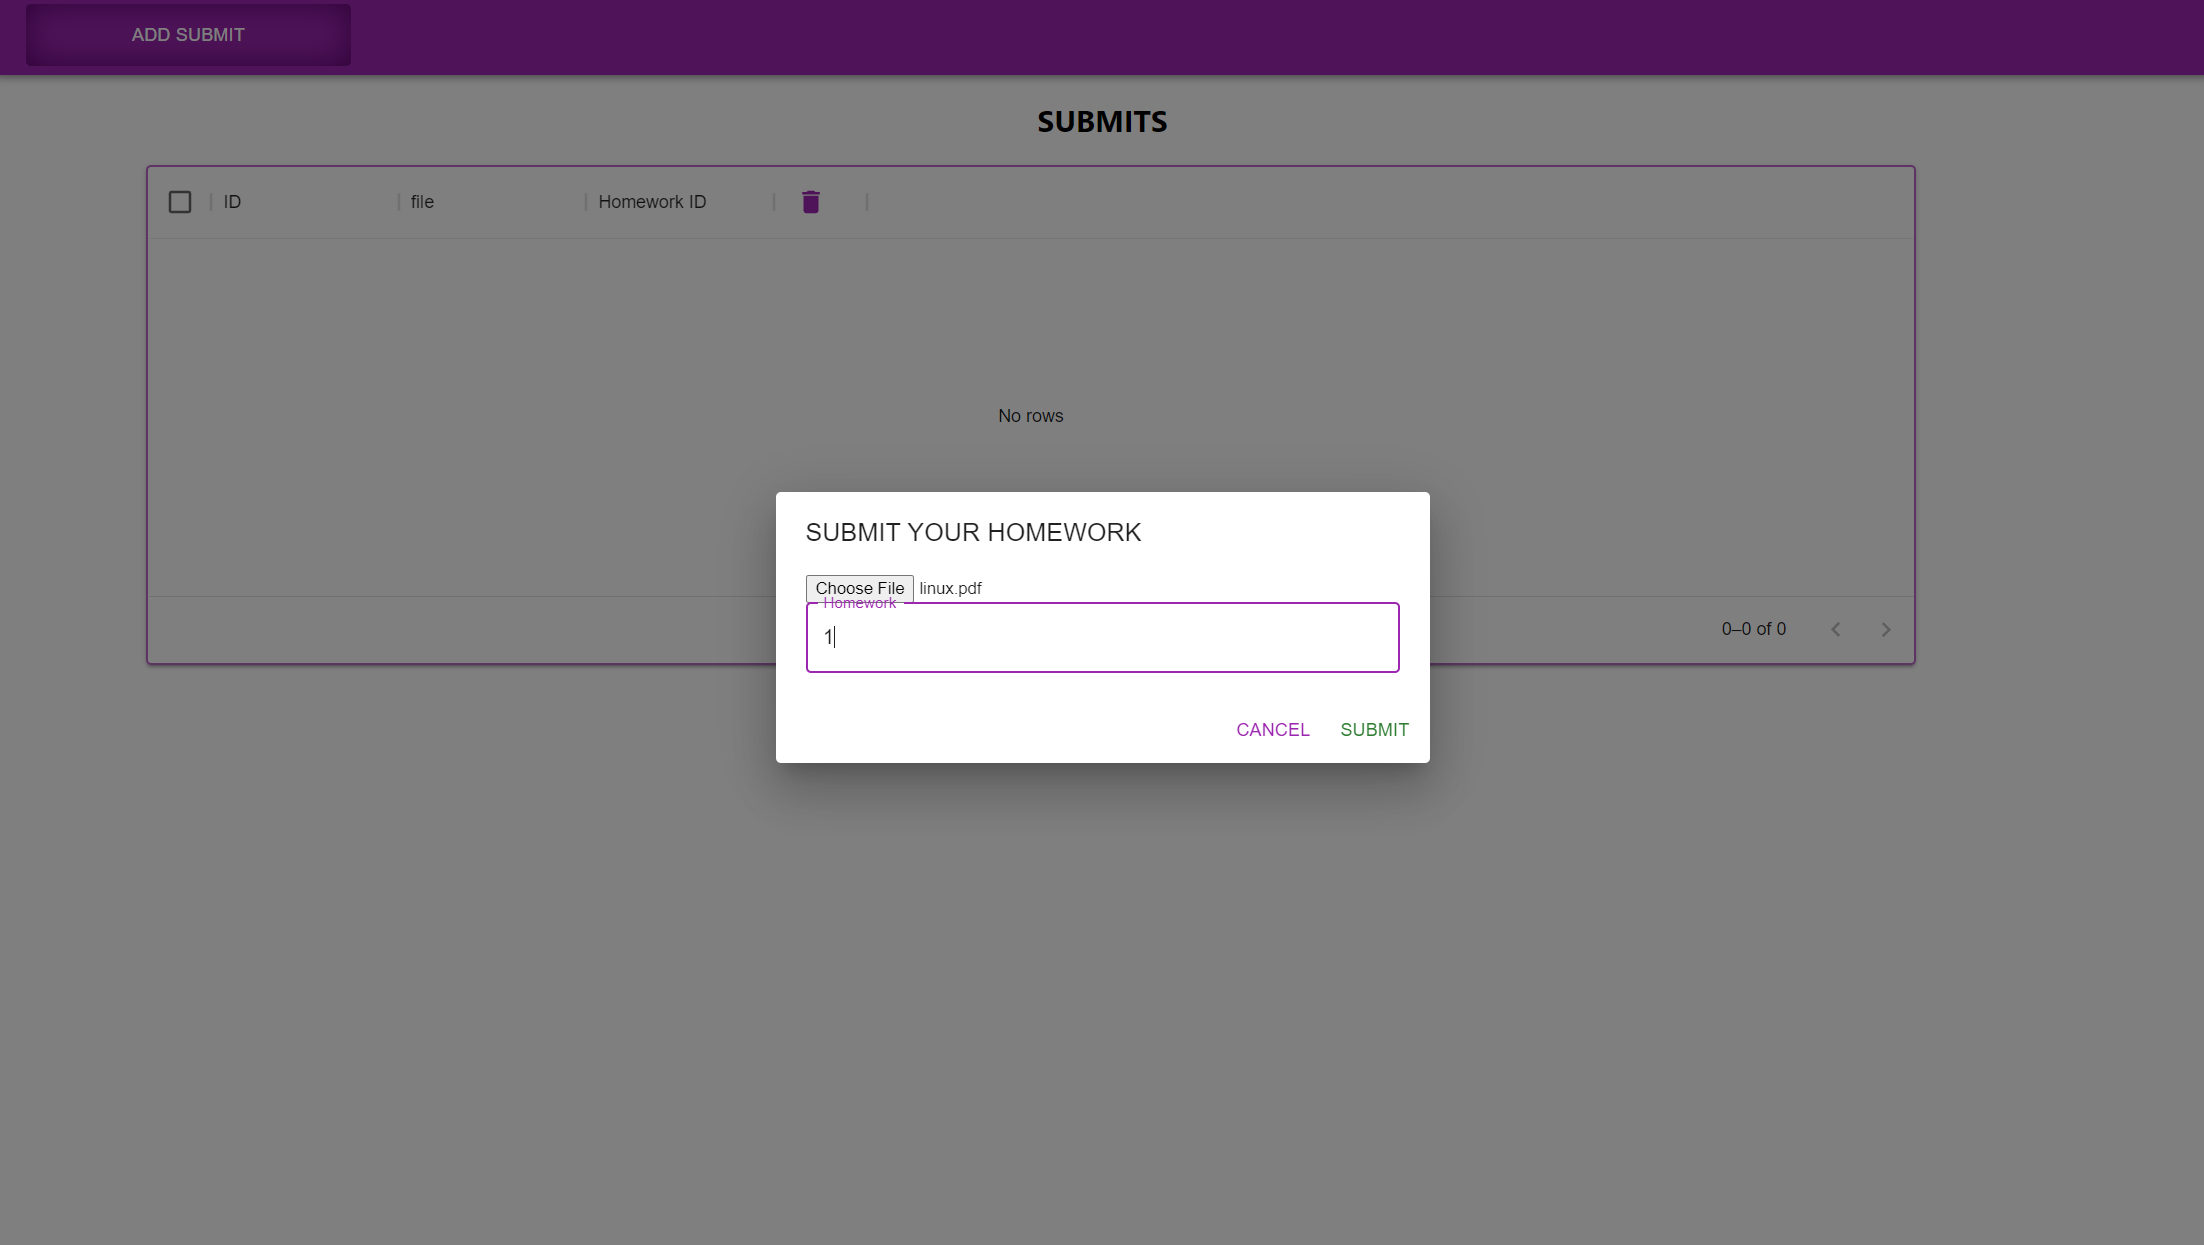 ADD SUBMIT
SUBMITS
ID file Homework ID
No rows
SUBMIT YOUR HOMEWORK
Choose File linux.pdf
Homework
1
0–0 of 0
CANCEL SUBMIT